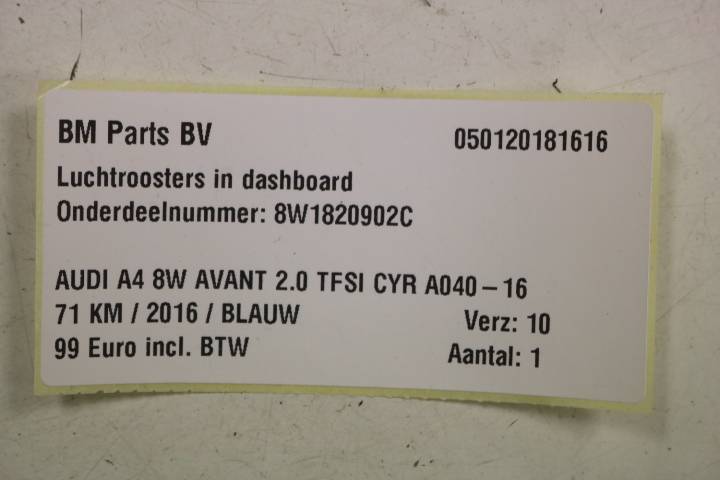 BM Parts BV 050120181616
Luchtroosters in dashboard
Onderdeelnummer: 8W1820902C
AUDI A4 8W AVANT 2.0 TFSI CYR A040-16
71 KM / 2016 / BLAUW Verz: 10
99 Euro incl. BTW Aantal: 1